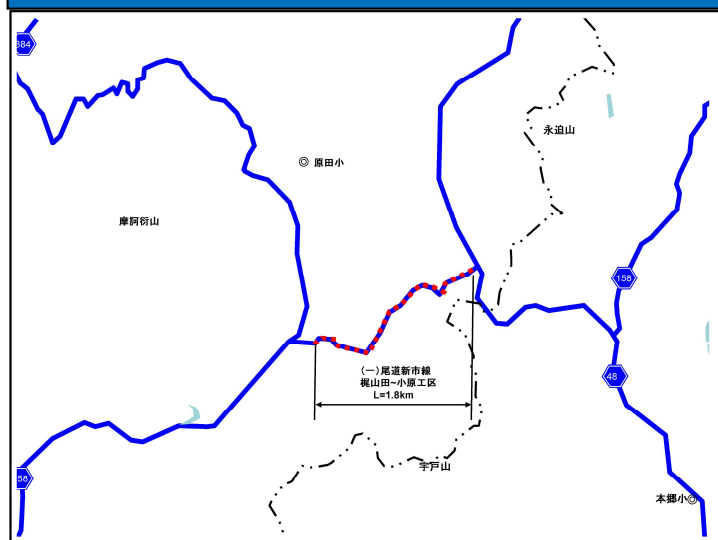 384
永迫山
原田小
摩訶衍山
156
(一)尾道新市線
梶山田~小原工区
L=1.8km
48
宇戸山
58
本郷小